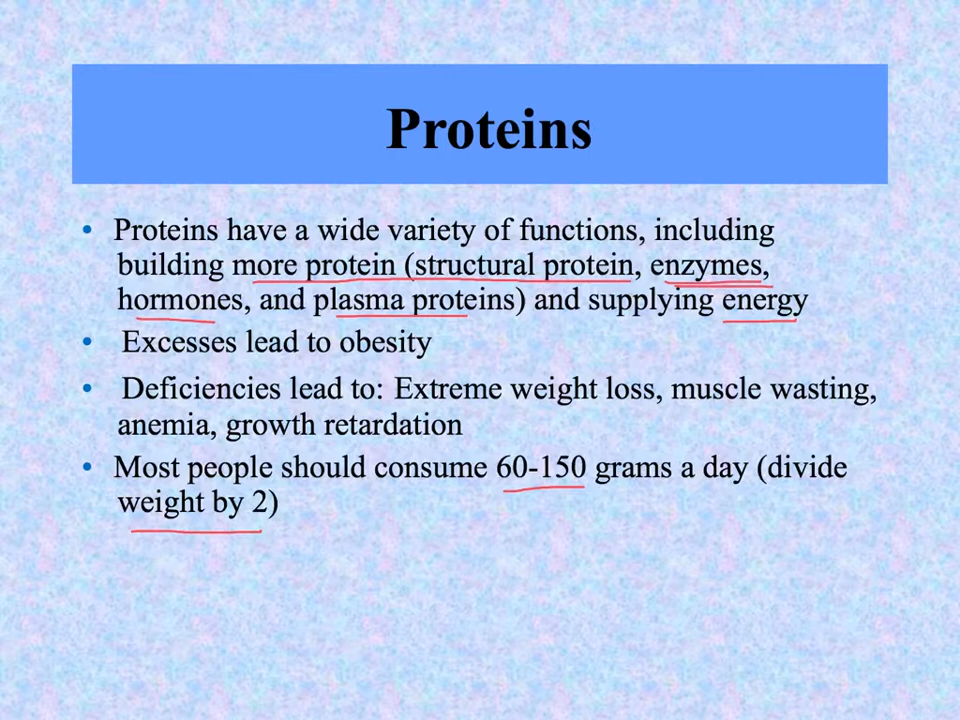 Proteins
• Proteins have a wide variety of functions, including
building more protein (structural protein, enzymes,
hormones, and plasma proteins) and supplying energy
• Excesses lead to obesity
• Deficiencies lead to: Extreme weight loss, muscle wasting,
anemia, growth retardation
• Most people should consume 60-150 grams a day (divide
weight by 2)